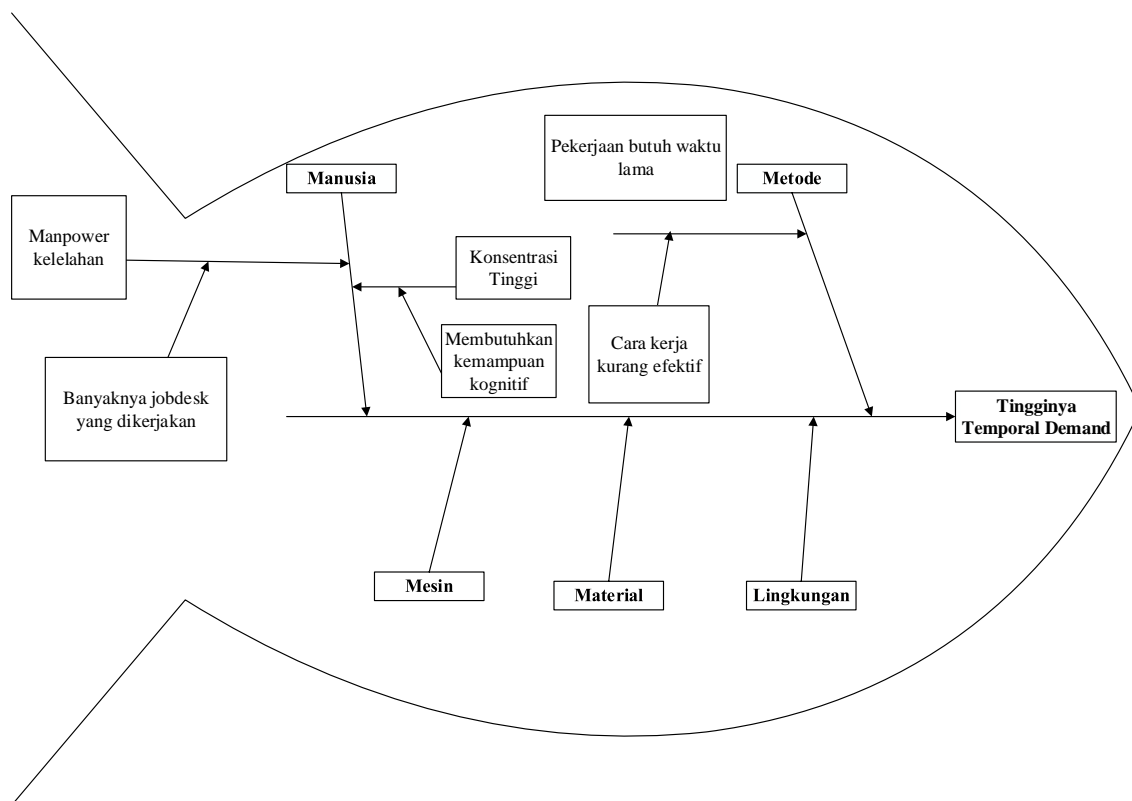 Pekerjaan butuh waktu
lama
Manusia
Metode
Manpower
kelelahan
Konsentrasi
Tinggi
Membutuhkan
kemampuan
kognitif
Cara kerja
kurang efektif
Banyaknya jobdesk
yang dikerjakan
Tingginya
Temporal Demand
Mesin
Material
Lingkungan